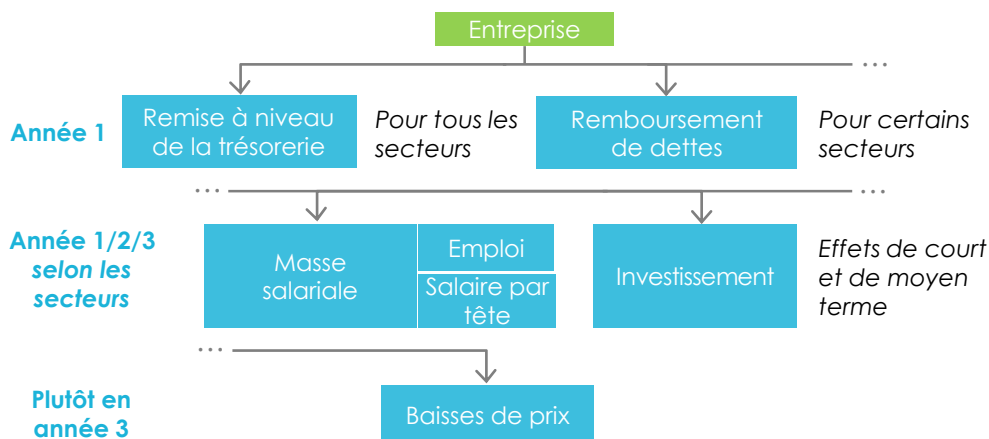 Entreprise
...
Année 1
Remise à niveau
de la trésorerie
Pour tous les
secteurs
Remboursement
de dettes
Pour certains
secteurs
...
...
Année 1/2/3
selon les
secteurs
Masse
salariale
Emploi
Salaire par
tête
Investissement
Effets de court
et de moyen
terme
...
Plutôt en
année 3
Baisses de prix